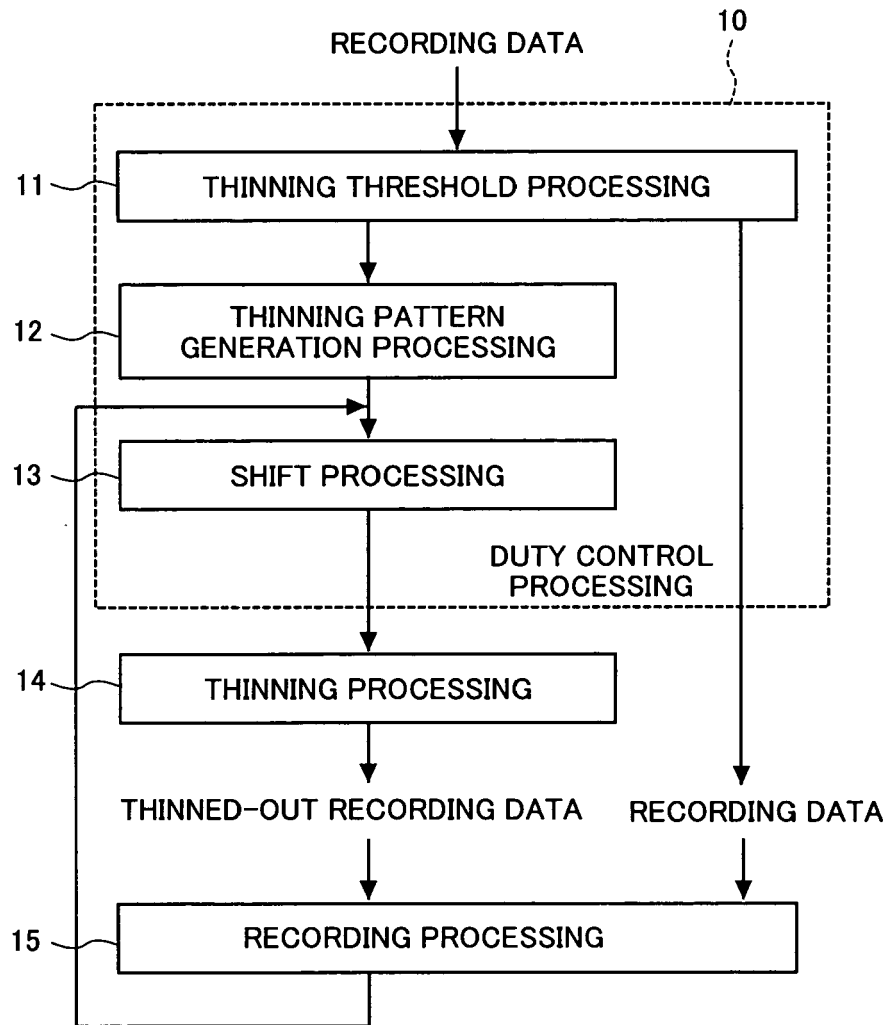 10
RECORDING DATA
11
THINNING THRESHOLD PROCESSING
12
THINNING PATTERN
GENERATION PROCESSING
13
SHIFT PROCESSING
DUTY CONTROL
PROCESSING
14
THINNING PROCESSING
THINNED-OUT RECORDING DATA
RECORDING DATA
15
RECORDING PROCESSING